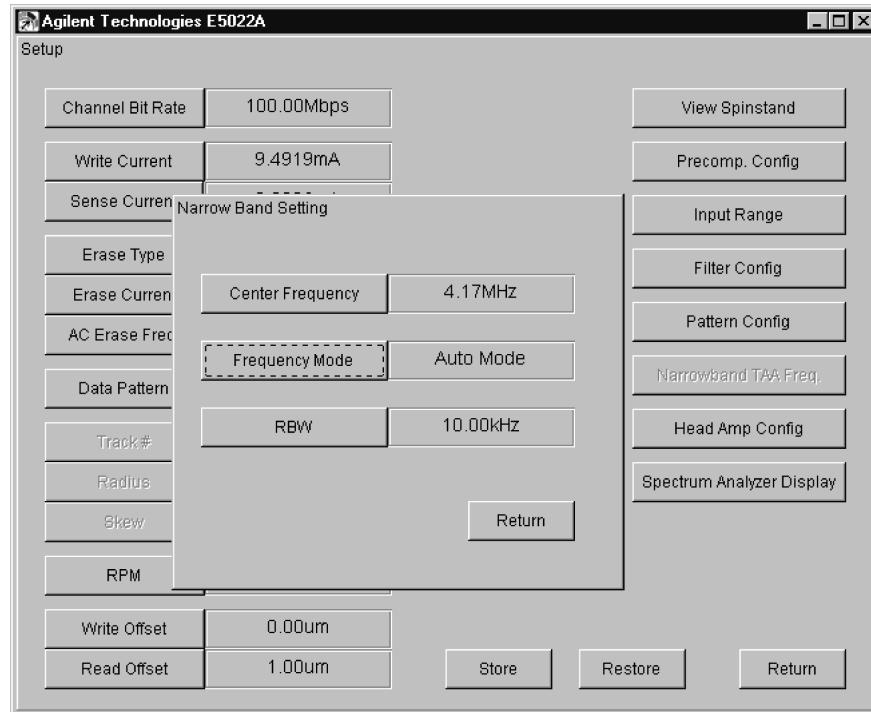 Agilent Technologies E5022A
Setup
Channel Bit Rate 100.00Mbps
View Spinstand
Write Current 9.4919mA
Precomp. Config
Sense Curren
Narrow Band Setting
Input Range
Erase Type
Filter Config
Erase Curren
Center Frequency 4.17MHz
Pattern Config
AC Erase Freq
Frequency Mode Auto Mode
Narrowband TAA Freq.
Data Pattern
RBW 10.00kHz
Head Amp Config
Track #
Radius
Spectrum Analyzer Display
Skew
Return
RPM
Write Offset 0.00um
Read Offset 1.00um
Store
Restore
Return